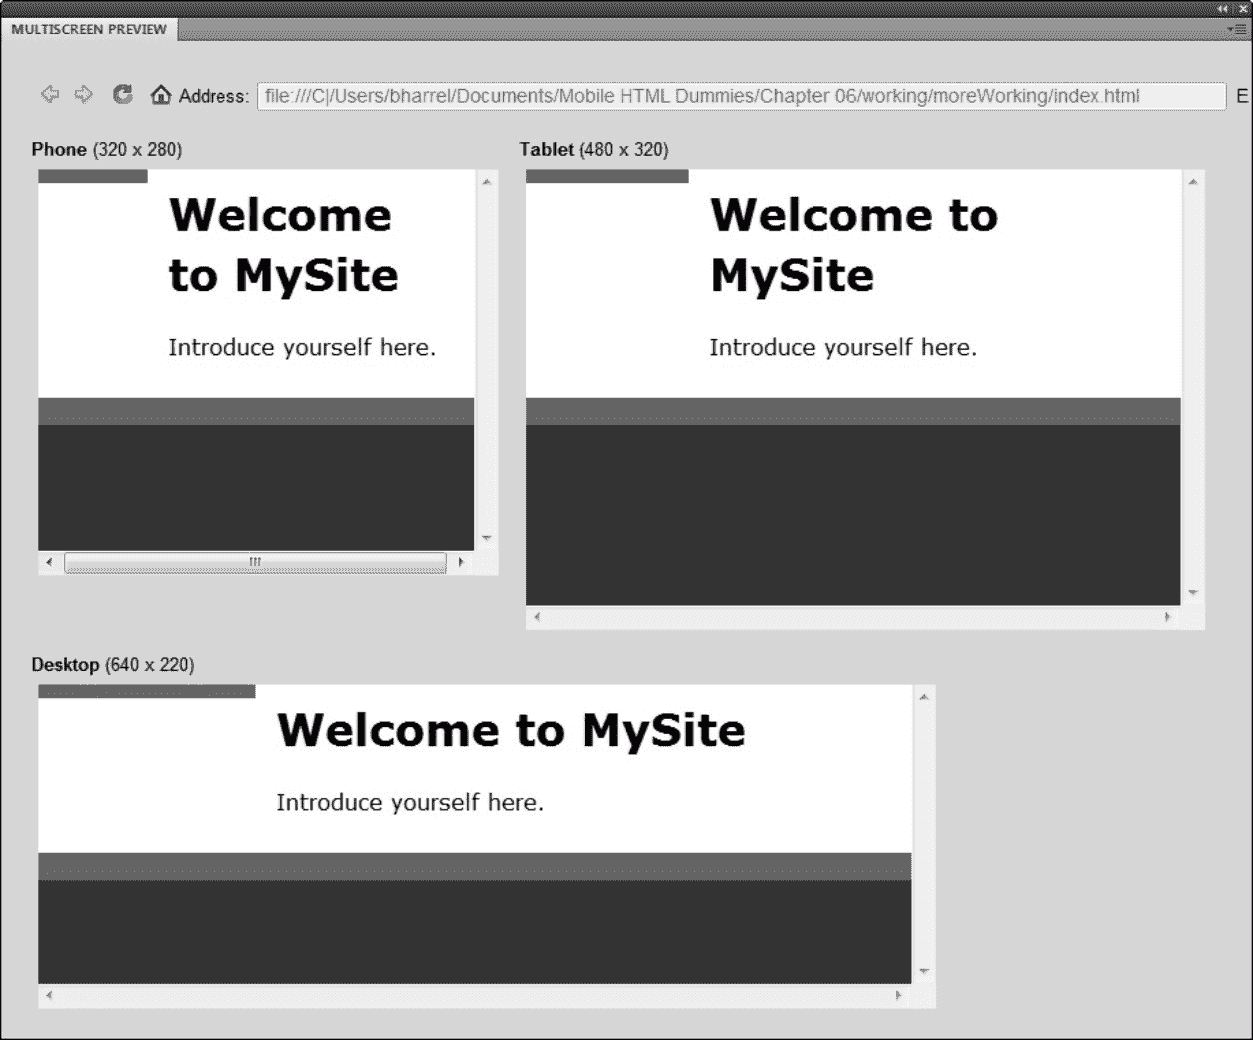 MULTISCREEN PREVIEW
Address: file:///C|/Users/bharrel/Documents/Mobile HTML Dummies/Chapter 06/working/moreWorking/index.html E
Phone (320 x 280)
Welcome
to MySite
Introduce yourself here.
Tablet (480 x 320)
Welcome to
MySite
Introduce yourself here.
Desktop (640 x 220)
Welcome to MySite
Introduce yourself here.